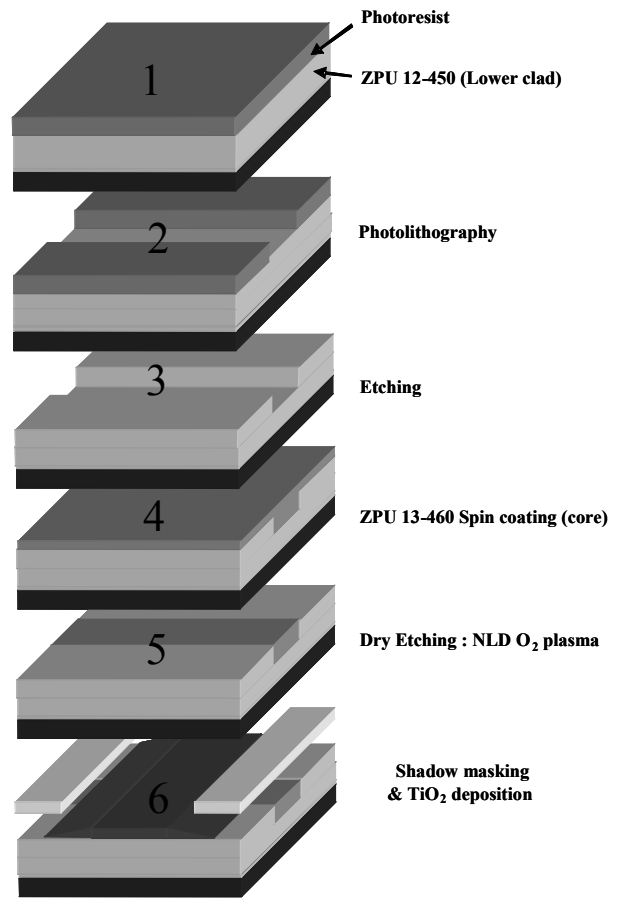 Photoresist
1
ZPU 12-450 (Lower clad)
2
Photolithography
3
Etching
4
ZPU 13-460 Spin coating (core)
5
Dry Etching : NLD O₂ plasma
6
Shadow masking
& TiO₂ deposition